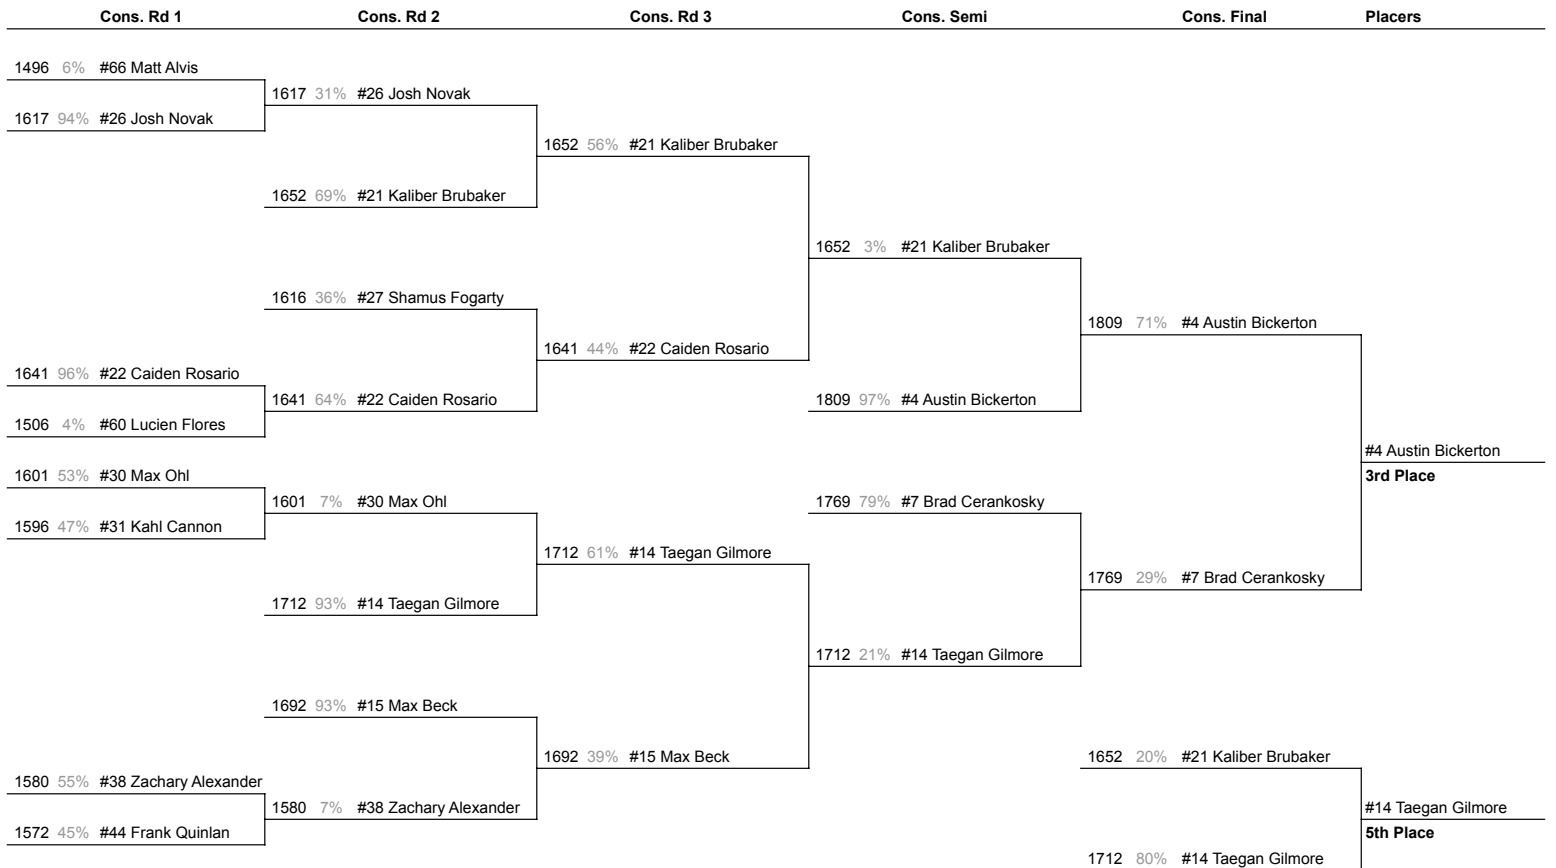 Cons. Rd 1 Cons. Rd 2 Cons. Rd 3 Cons. Semi Cons. Final Placers
1496 6% #66 Matt Alvis
1617 31% #26 Josh Novak
1617 94% #26 Josh Novak
1652 56% #21 Kaliber Brubaker
1652 69% #21 Kaliber Brubaker
1652 3% #21 Kaliber Brubaker
1616 36% #27 Shamus Fogarty
1809 71% #4 Austin Bickerton
1641 44% #22 Caiden Rosario
1641 96% #22 Caiden Rosario
1641 64% #22 Caiden Rosario
1809 97% #4 Austin Bickerton
1506 4% #60 Lucien Flores
#4 Austin Bickerton
1601 53% #30 Max Ohl
3rd Place
1601 7% #30 Max Ohl
1769 79% #7 Brad Cerankosky
1596 47% #31 Kahl Cannon
1712 61% #14 Taegan Gilmore
1769 29% #7 Brad Cerankosky
1712 93% #14 Taegan Gilmore
1712 21% #14 Taegan Gilmore
1692 93% #15 Max Beck
1692 39% #15 Max Beck
1652 20% #21 Kaliber Brubaker
1580 55% #38 Zachary Alexander
1580 7% #38 Zachary Alexander
#14 Taegan Gilmore
1572 45% #44 Frank Quinlan
5th Place
1712 80% #14 Taegan Gilmore